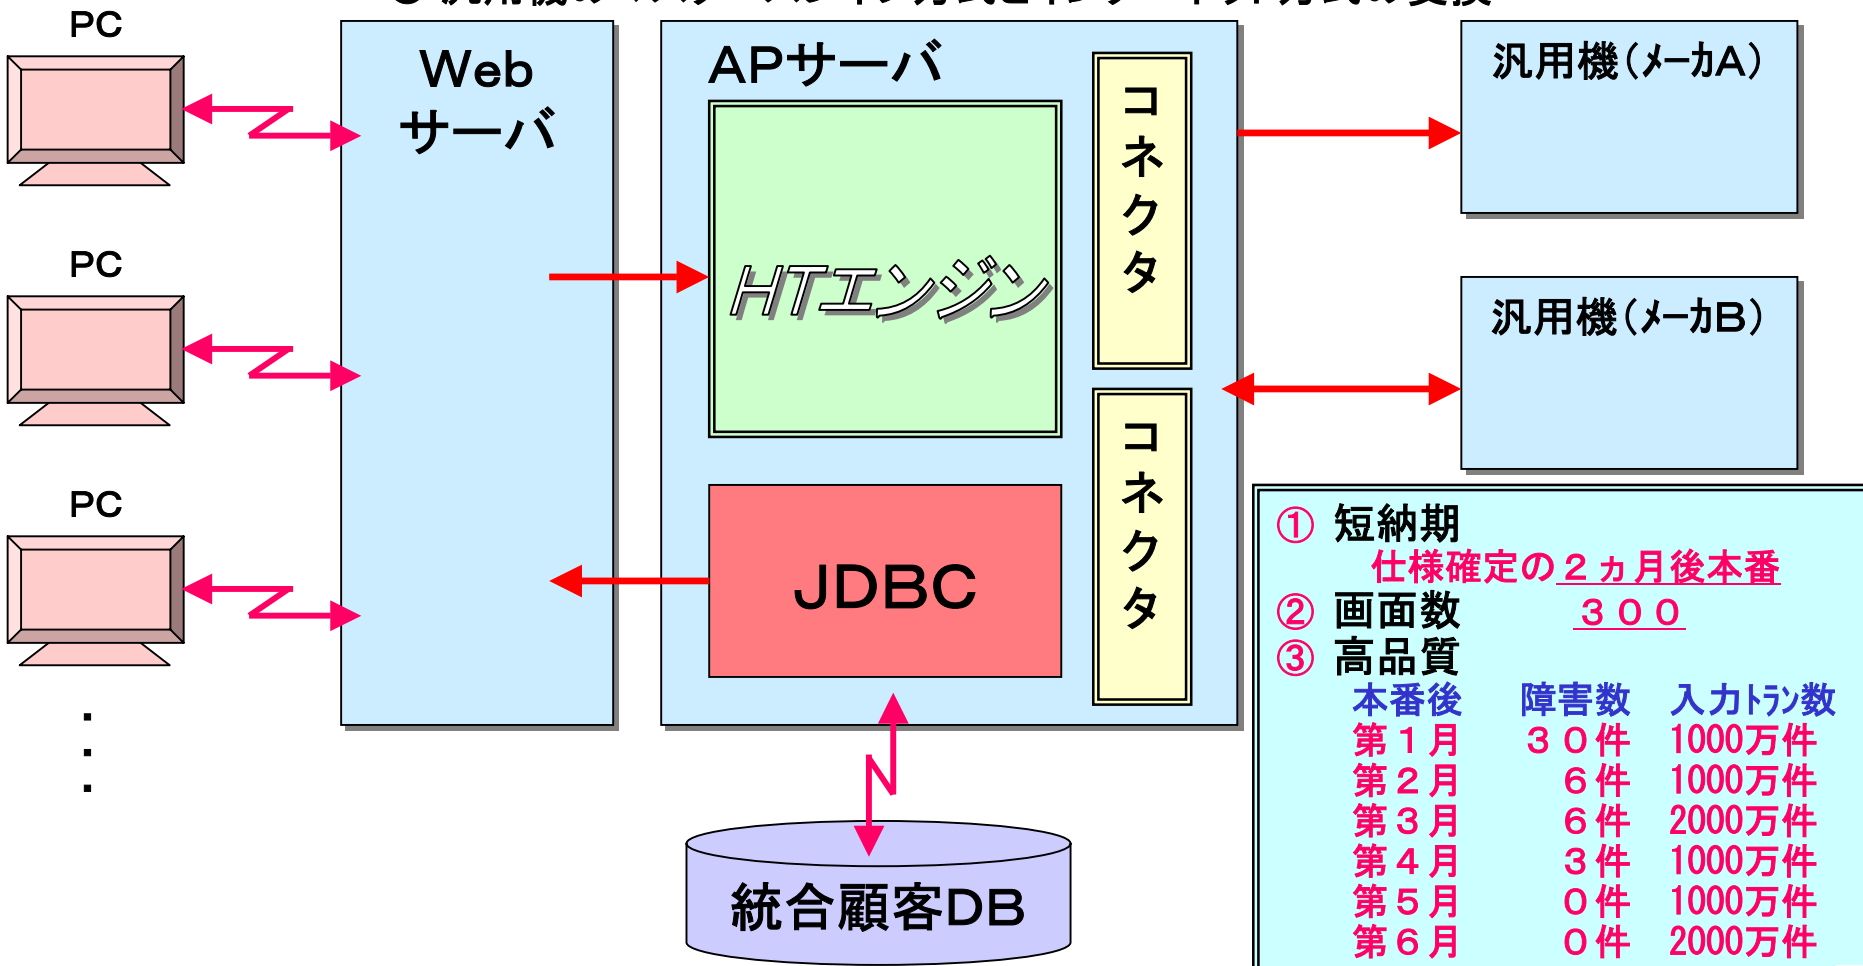 PC
PC
PC
Web
サーバ
APサーバ
HTエンジン
JDBC
コネクタ
コネクタ
汎用機(メーカA)
汎用機(メーカB)
統合顧客DB
① 短納期
仕様確定の2ヵ月後本番
② 画面数 300
③ 高品質
本番後 障害数 入力トラン数
第1月 30件 1000万件
第2月 6件 1000万件
第3月 6件 2000万件
第4月 3件 1000万件
第5月 0件 1000万件
第6月 0件 2000万件